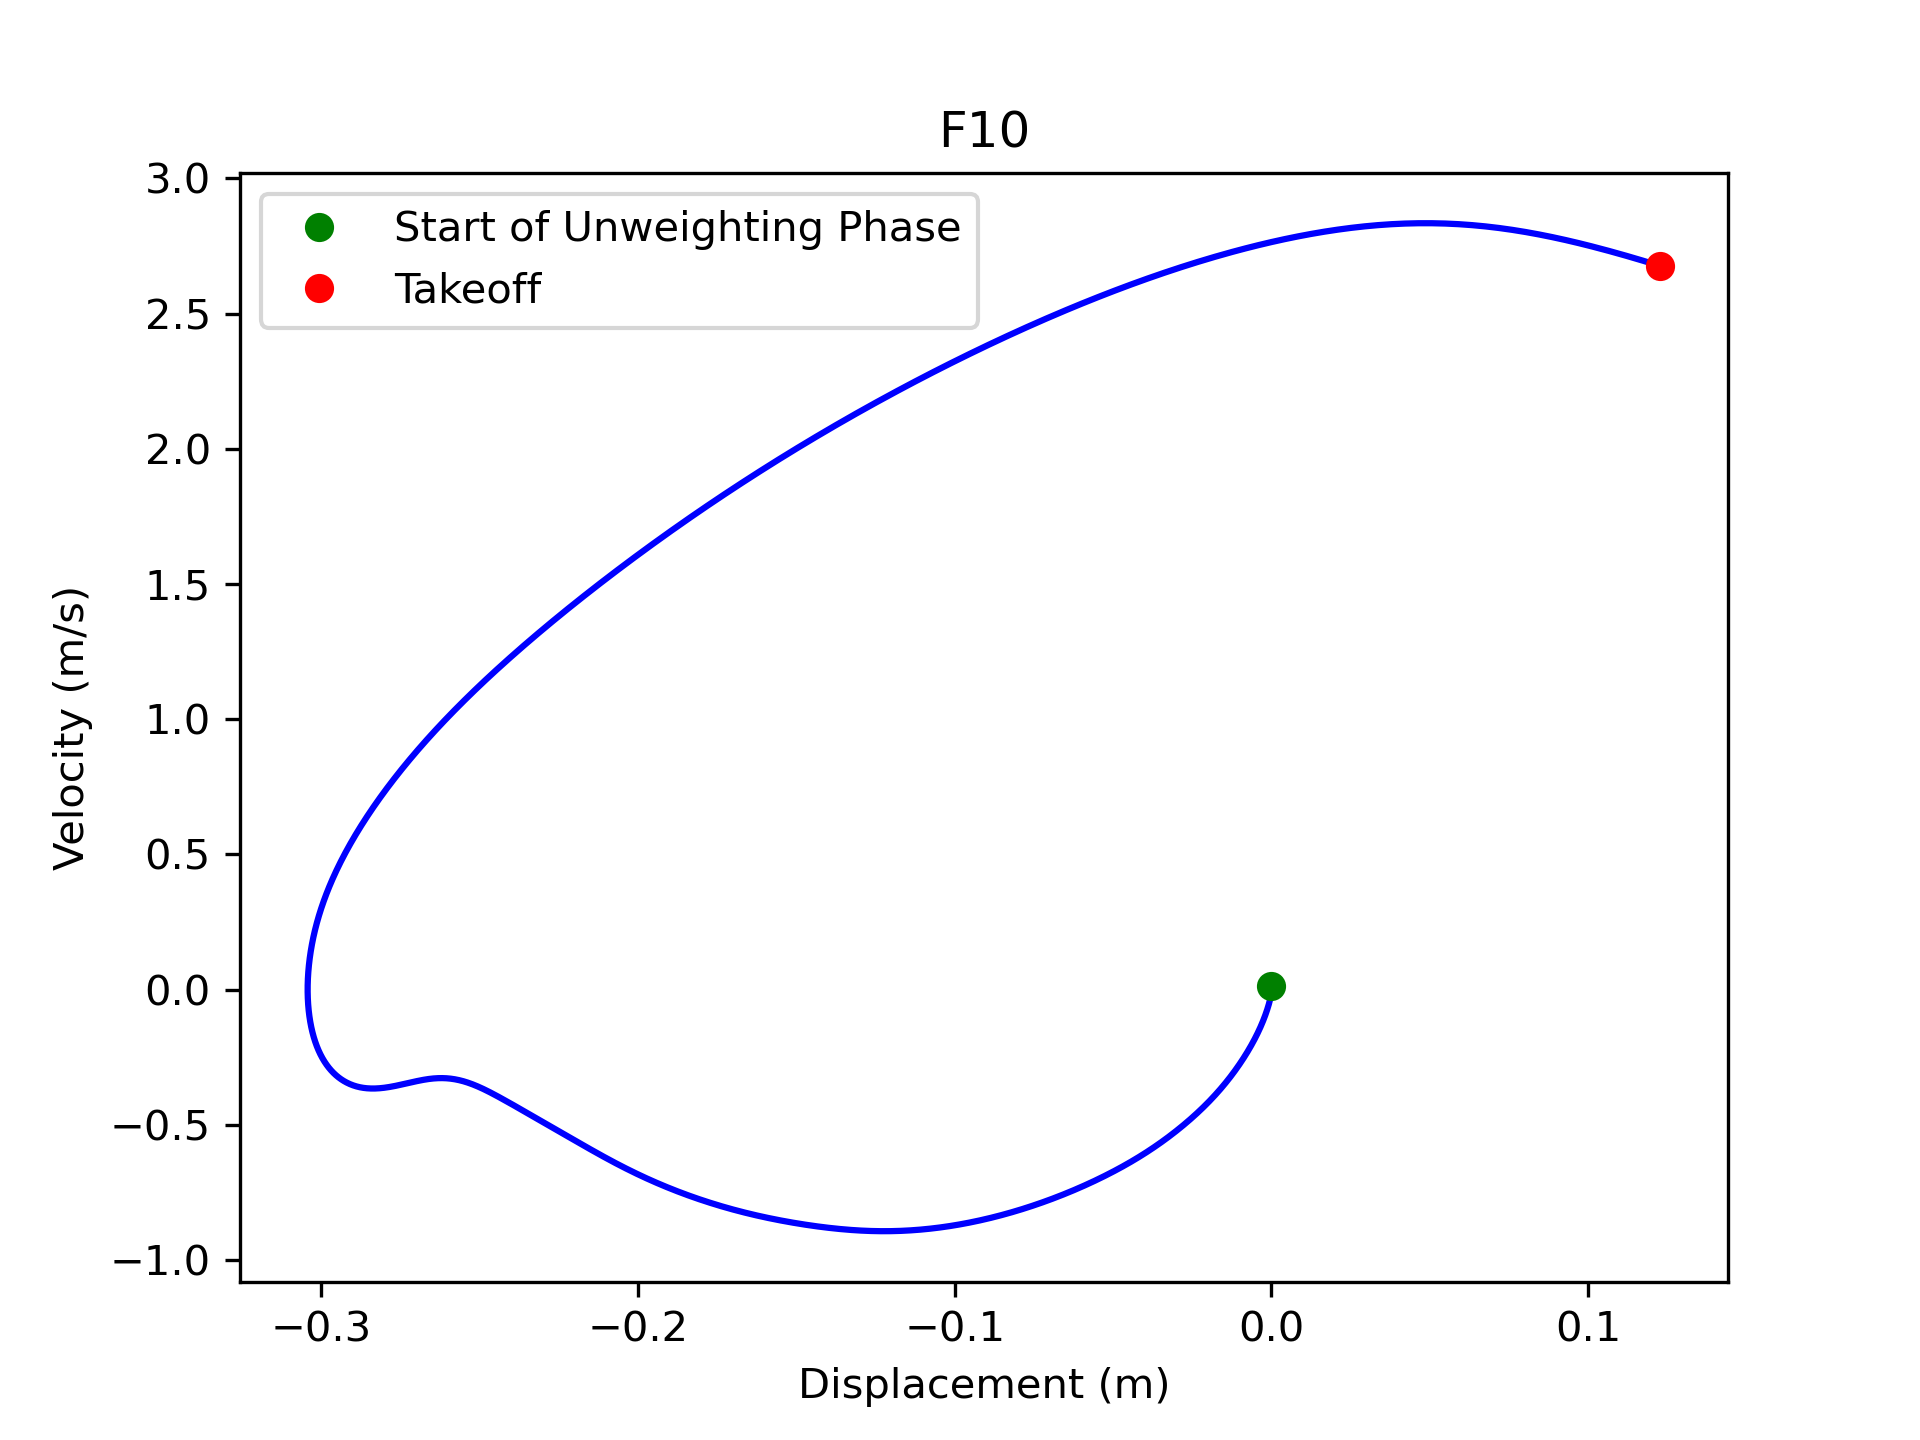 F10
Start of Unweighting Phase
Takeoff
3.0
2.5
2.0
1.5
1.0
0.5
0.0
−0.5
−1.0
Velocity (m/s)
−0.3 −0.2 −0.1 0.0 0.1
Displacement (m)